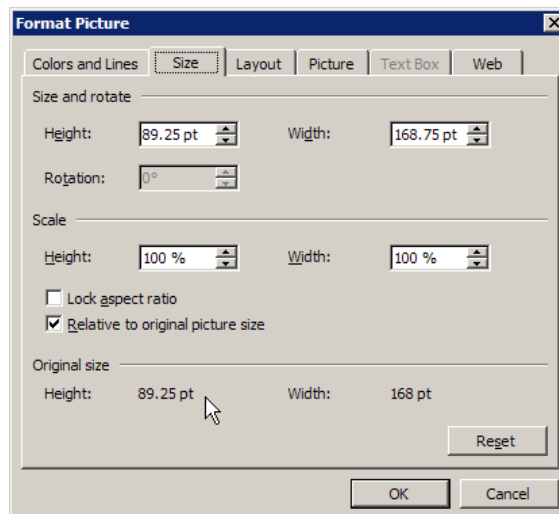 Format Picture
Colors and Lines Size Layout Picture Text Box Web
Size and rotate
Height: 89.25 pt Width: 168.75 pt
Rotation: 0°
Scale
Height: 100 % Width: 100 %
Lock aspect ratio
Relative to original picture size
Original size
Height: 89.25 pt Width: 168 pt
Reset
OK Cancel